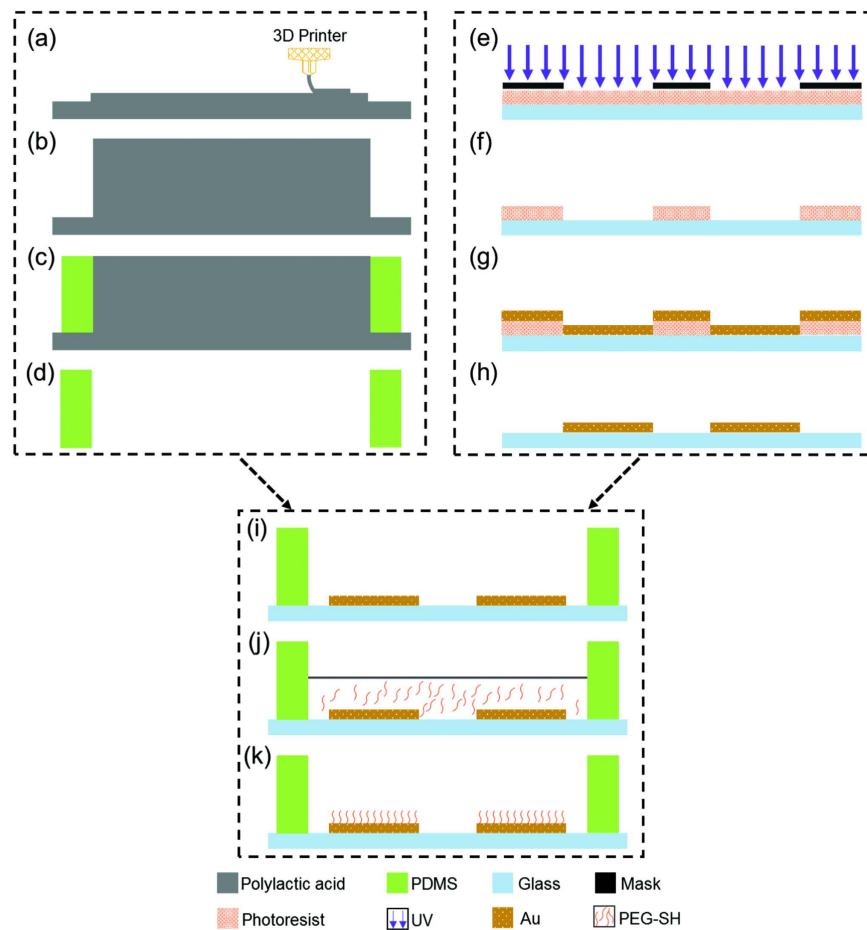 (a)
3D Printer
(b)
(c)
(d)
(e)
(f)
(g)
(h)
(i)
(j)
(k)
Polylactic acid
PDMS
Glass
Mask
Photoresist
UV
Au
PEG-SH